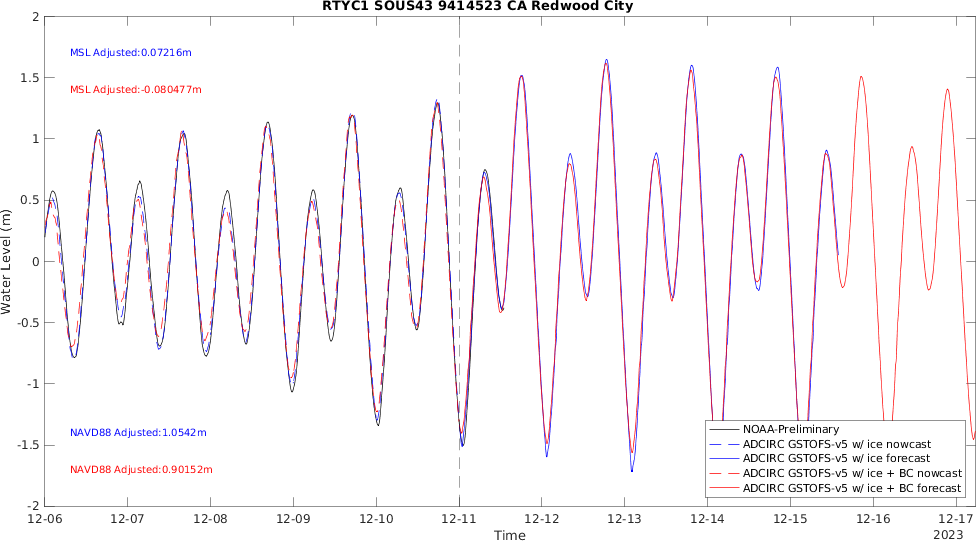 RTYC1 SOUS43 9414523 CA Redwood City
MSL Adjusted:0.07216m
MSL Adjusted:-0.080477m
NAVD88 Adjusted:1.0542m
NAVD88 Adjusted:0.90152m
Water Level (m)
2
1.5
1
0.5
0
-0.5
-1
-1.5
-2
NOAA-Preliminary
ADCIRC GSTOFS-v5 w/ ice nowcast
ADCIRC GSTOFS-v5 w/ ice forecast
ADCIRC GSTOFS-v5 w/ ice + BC nowcast
ADCIRC GSTOFS-v5 w/ ice + BC forecast
12-06 12-07 12-08 12-09 12-10 12-11 12-12 12-13 12-14 12-15 12-16 12-17
Time
2023